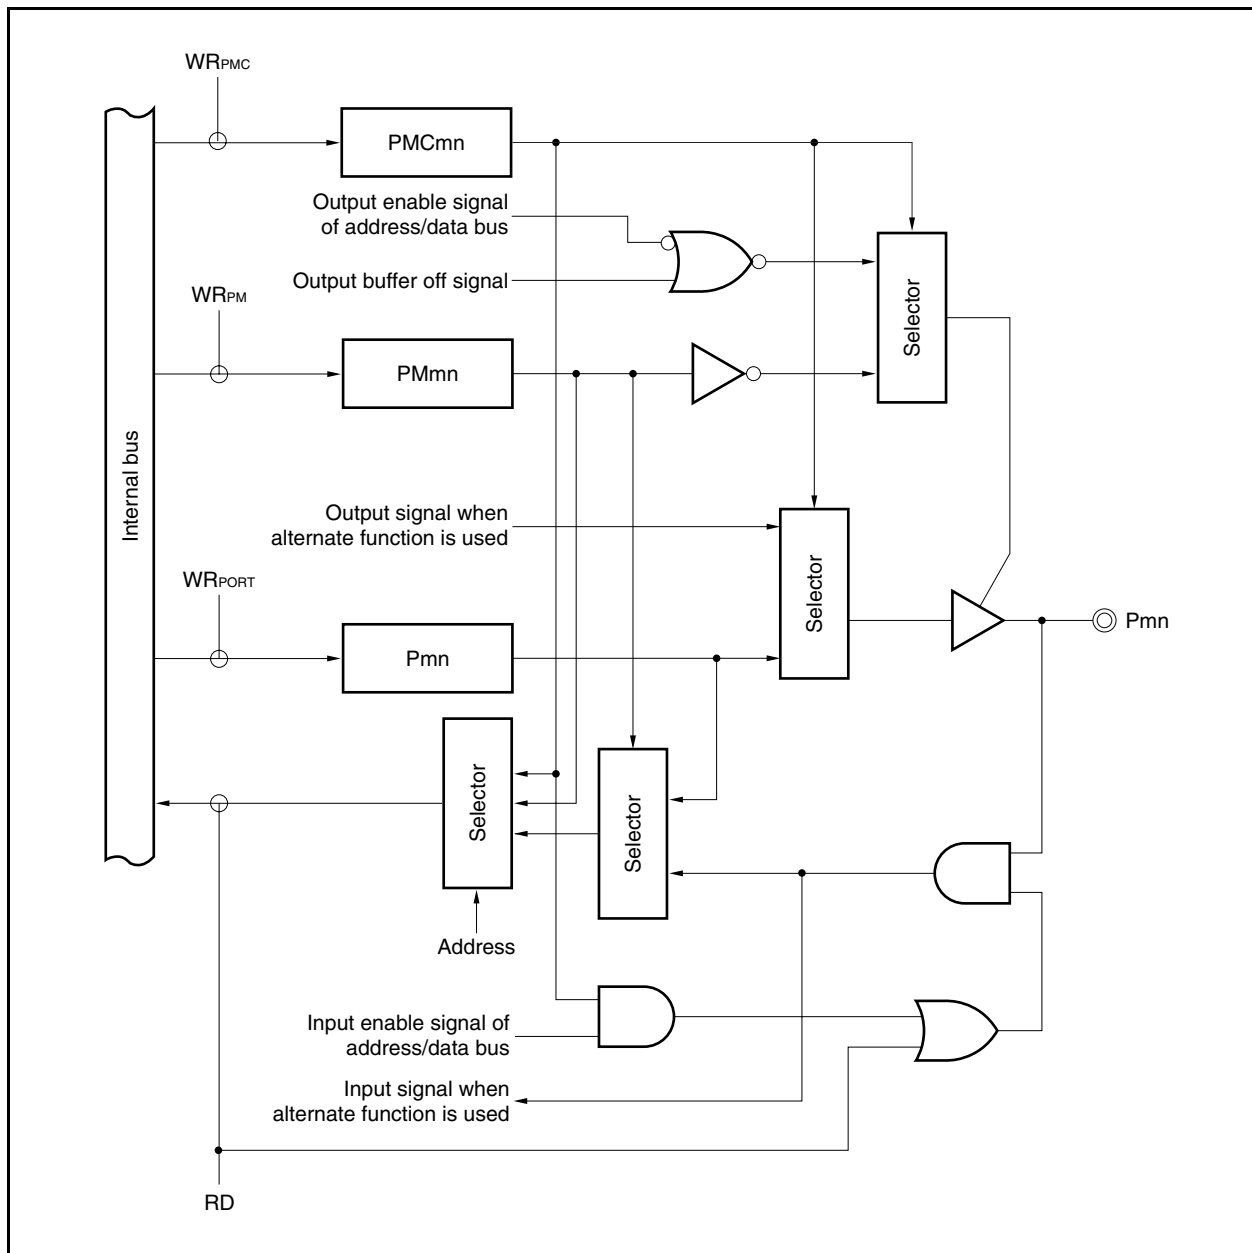 WRPMC
PMCmn
Output enable signal
of address/data bus
Output buffer off signal
Selector
WRPM
PMmn
Internal bus
Output signal when
alternate function is used
Selector
WRPORT
Pmn
Pmn
Selector
Selector
Address
Input enable signal of
address/data bus
Input signal when
alternate function is used
RD